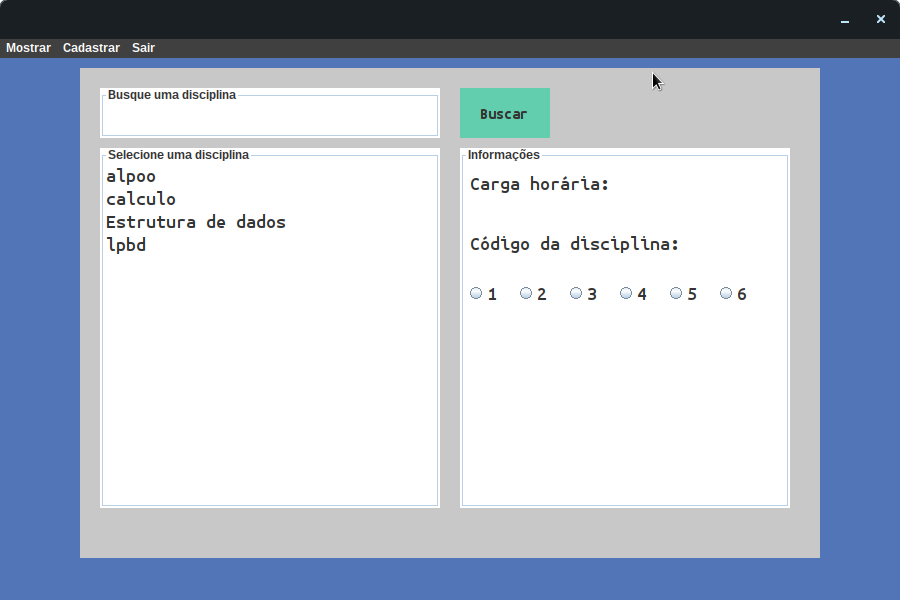 Mostrar Cadastrar Sair
Busque uma disciplina
Buscar
Selecione uma disciplina
alpoo
calculo
Estrutura de dados
lpbd
Informações
Carga horária:
Código da disciplina:
1 2 3 4 5 6